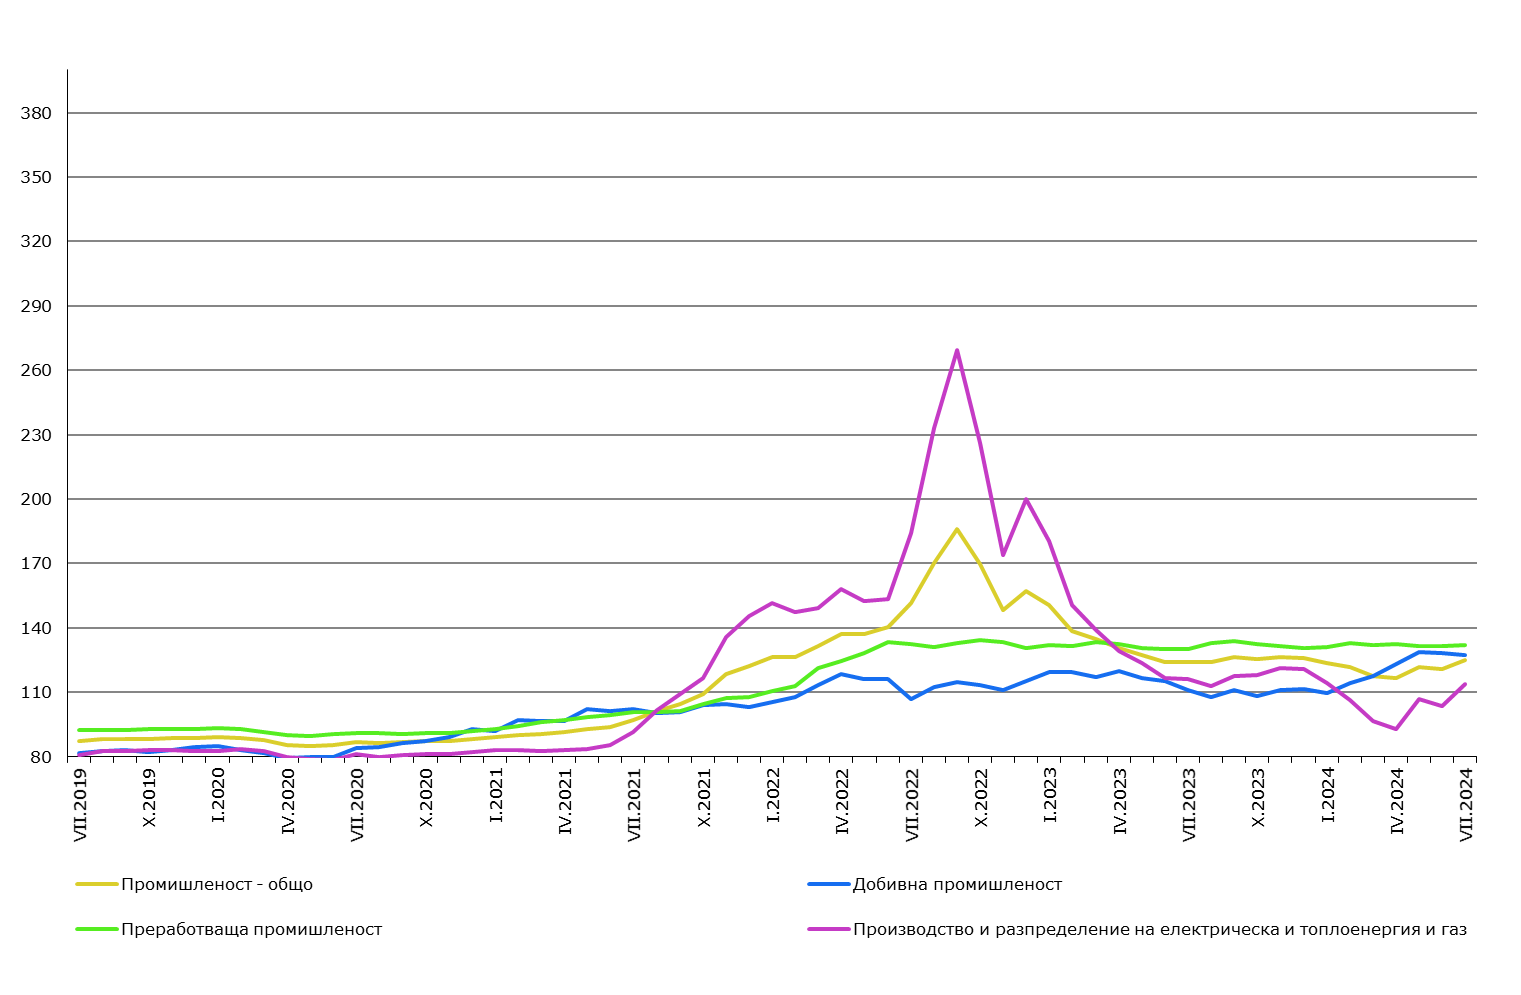 380
350
320
290
260
230
200
170
140
110
80
VII.2019
X.2019
I.2020
IV.2020
VII.2020
X.2020
I.2021
IV.2021
VII.2021
X.2021
I.2022
IV.2022
VII.2022
X.2022
I.2023
IV.2023
VII.2023
X.2023
I.2024
IV.2024
VII.2024
Промишленост - общо
Добивна промишленост
Преработваща промишленост
Производство и разпределение на електрическа и топлоенергия и газ